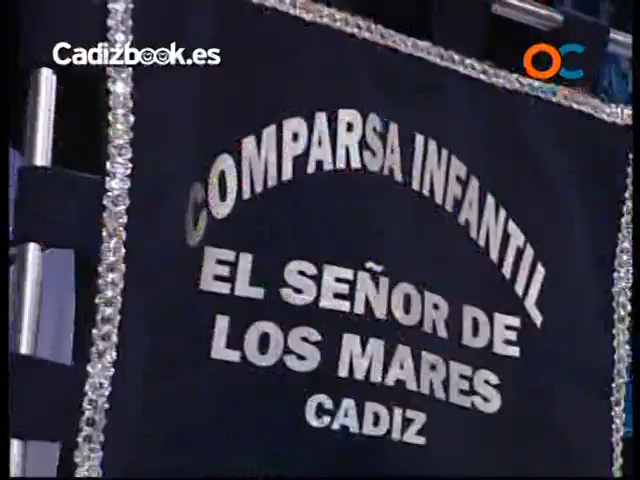 Cadizbook.es
OC
COMPARSA INFANTIL
EL SEÑOR DE
LOS MARES
CADIZ